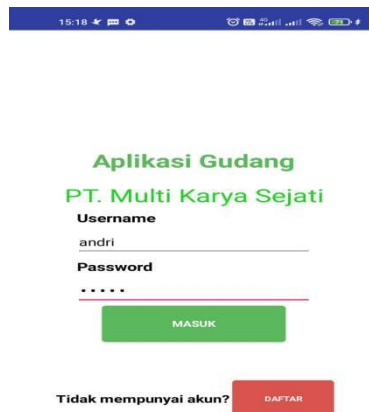 15:18
Aplikasi Gudang
PT. Multi Karya Sejati
Username
andri
Password
•••••
MASUK
Tidak mempunyai akun? DAFTAR